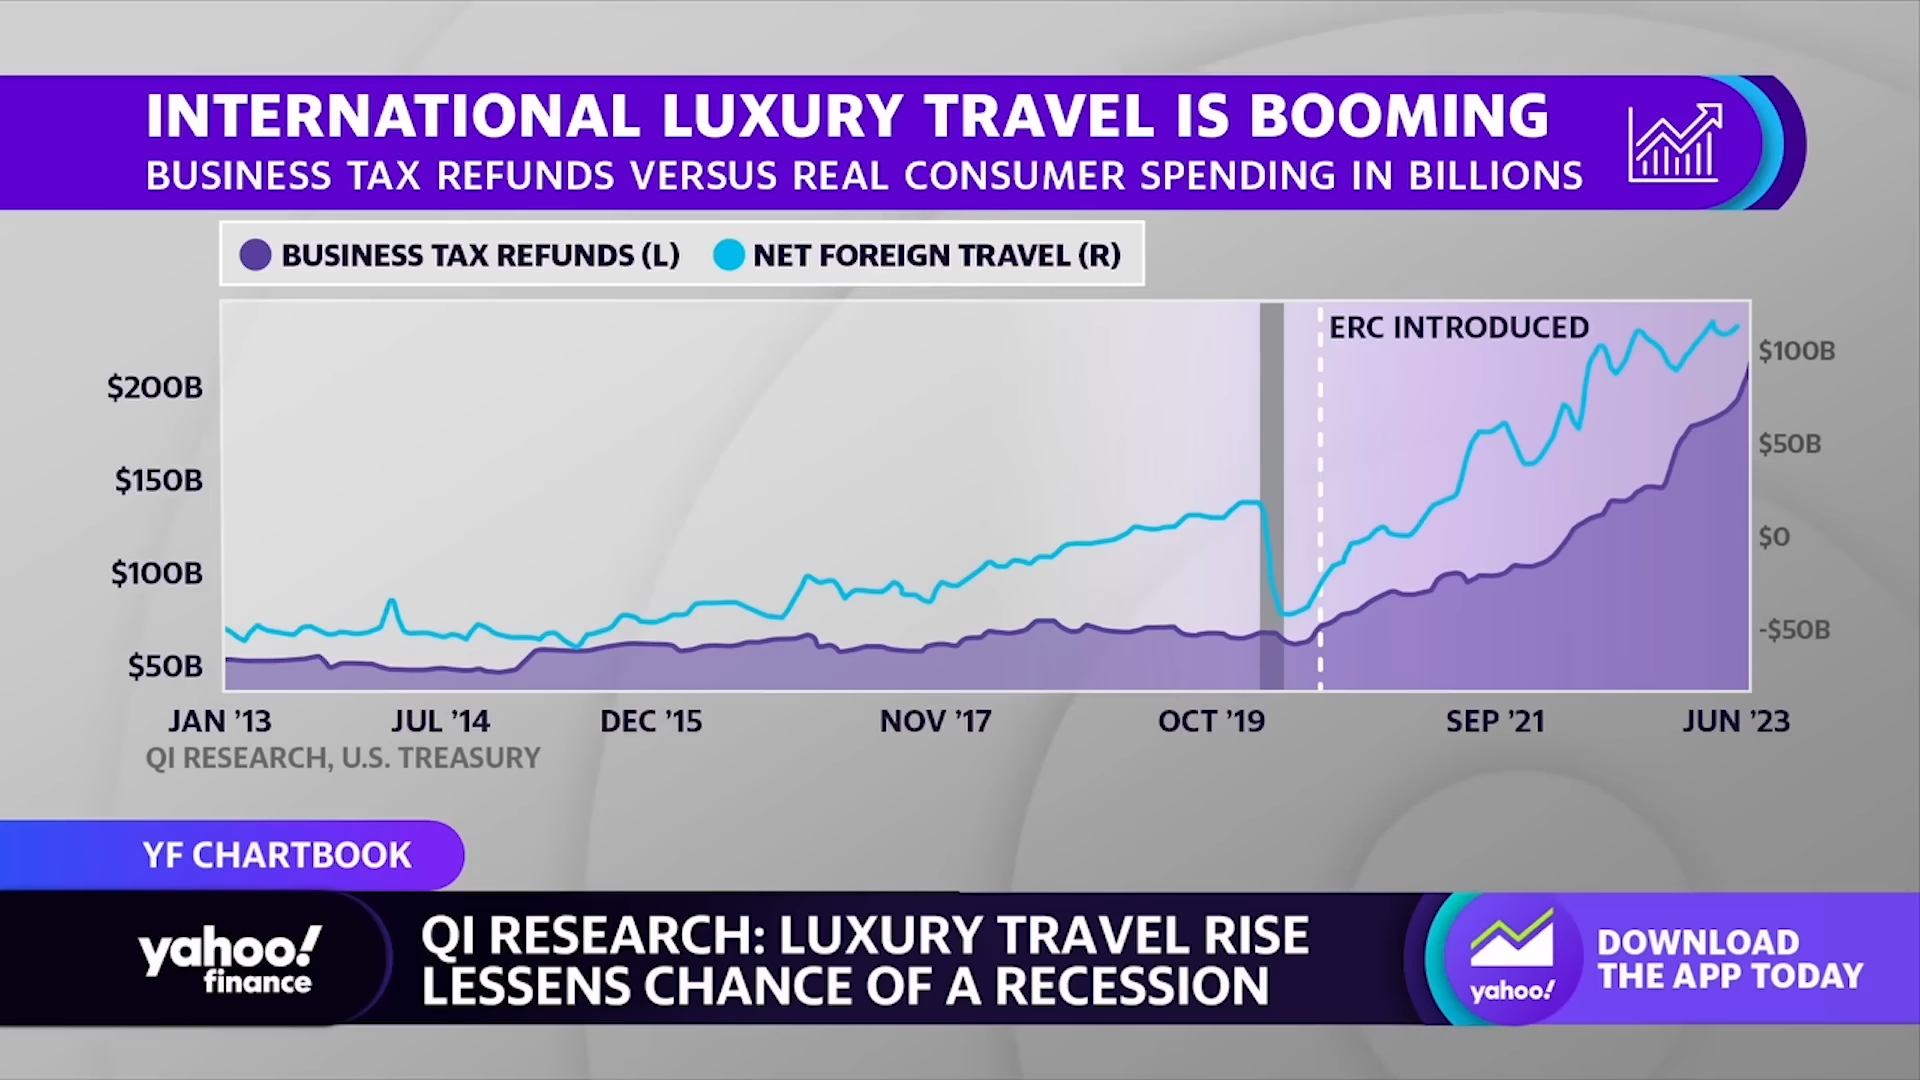 INTERNATIONAL LUXURY TRAVEL IS BOOMING
BUSINESS TAX REFUNDS VERSUS REAL CONSUMER SPENDING IN BILLIONS
BUSINESS TAX REFUNDS (L)
NET FOREIGN TRAVEL (R)
ERC INTRODUCED
$200B
$150B
$100B
$50B
$100B
$50B
$0
-$50B
JAN ’13
JUL ’14
DEC ’15
NOV ’17
OCT ’19
SEP ’21
JUN ’23
QI RESEARCH, U.S. TREASURY
YF CHARTBOOK
yahoo!
finance
QI RESEARCH: LUXURY TRAVEL RISE
LESSENS CHANCE OF A RECESSION
yahoo!
DOWNLOAD
THE APP TODAY